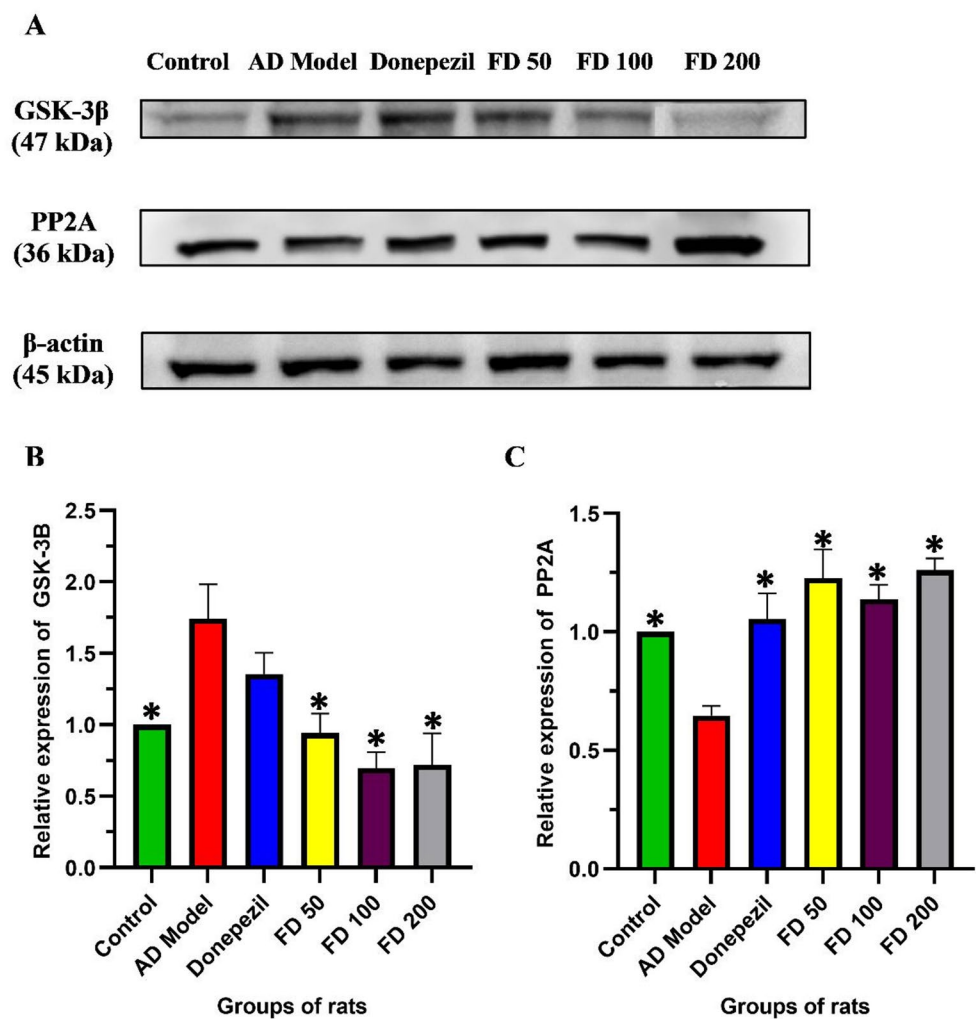 A
Control AD Model Donepezil FD 50 FD 100 FD 200
GSK-3β
(47 kDa)
PP2A
(36 kDa)
β-actin
(45 kDa)
B
Relative expression of GSK-3B
2.5
2.0
1.5
1.0
0.5
0.0
* * * *
Control
AD Model
Donepezil
FD 50
FD 100
FD 200
Groups of rats
C
Relative expression of PP2A
1.5
1.0
0.5
0.0
* * * * *
Control
AD Model
Donepezil
FD 50
FD 100
FD 200
Groups of rats